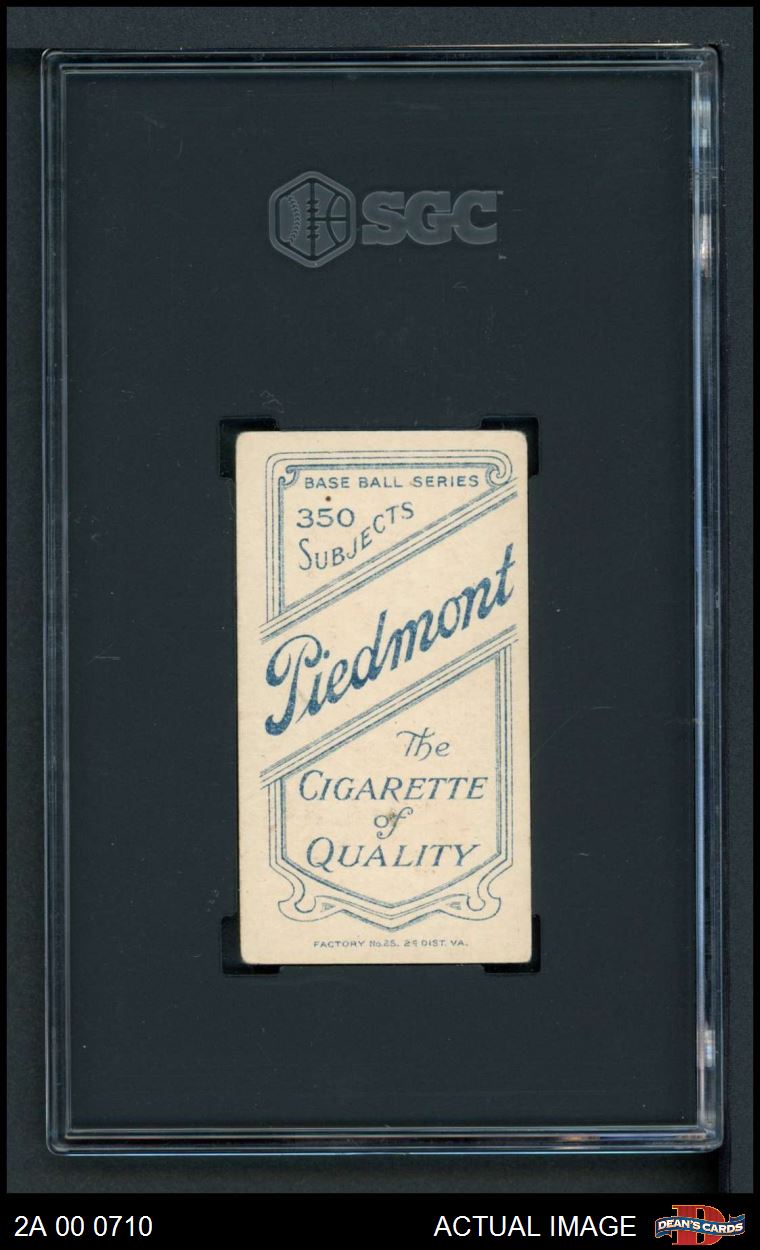 SGC
BASE BALL SERIES
350
SUBJECTS
Piedmont
The
CIGARETTE
of
QUALITY
FACTORY No.25. 2D DIST. VA.
2A 00 0710
ACTUAL IMAGE
D
DEAN'S CARDS